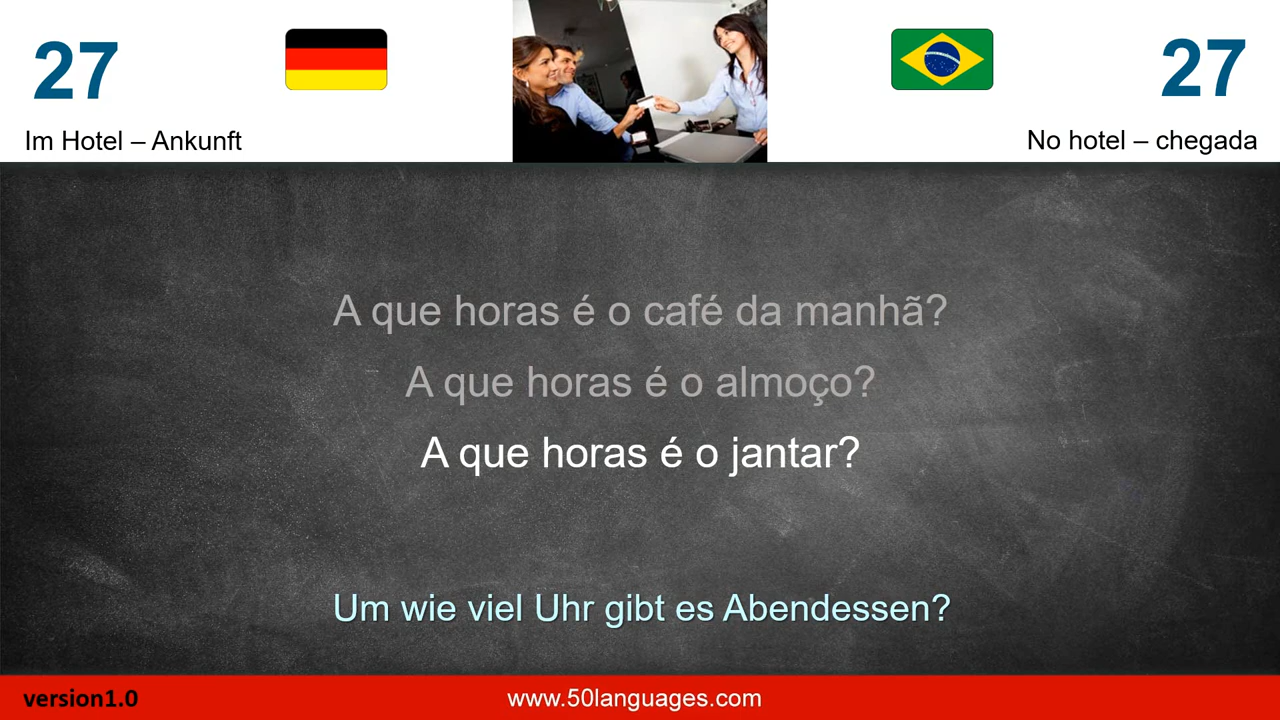 27
27
Im Hotel – Ankunft
No hotel – chegada
A que horas é o café da manhã?
A que horas é o almoço?
A que horas é o jantar?
Um wie viel Uhr gibt es Abendessen?
version1.0
www.50languages.com